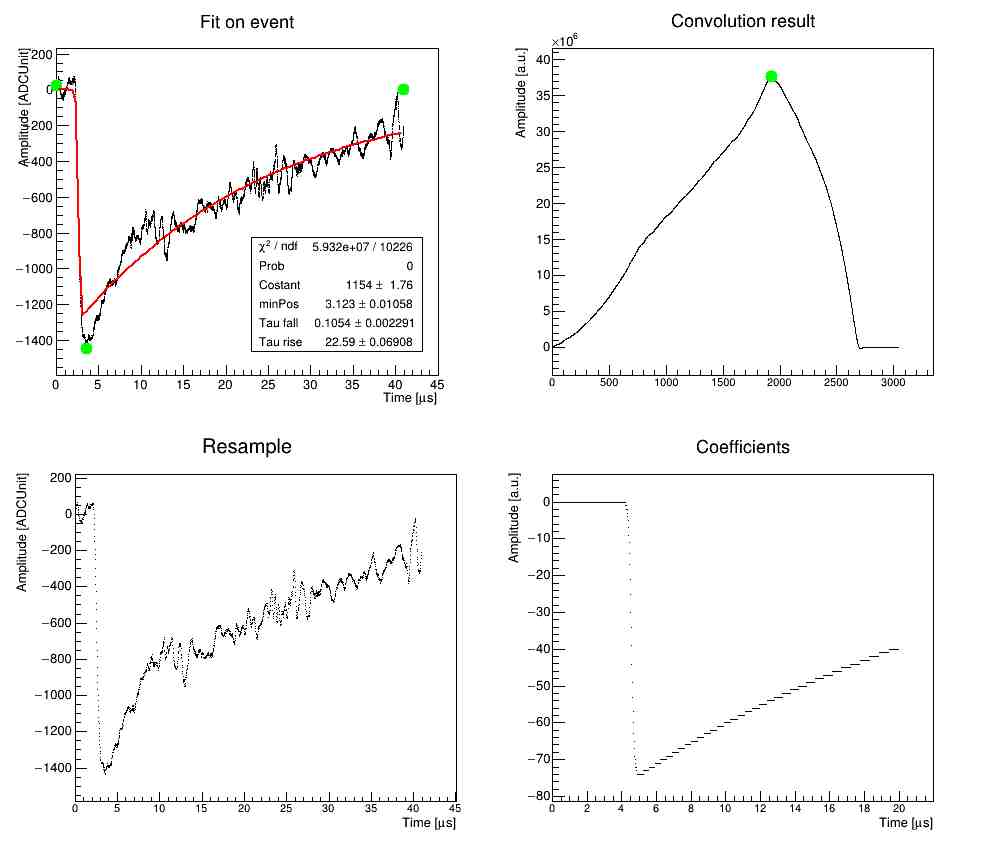 Fit on event
Amplitude [ADCUnit]
200
0
−200
−400
−600
−800
−1000
−1200
−1400
0 5 10 15 20 25 30 35 40 45
Time [μs]
χ² / ndf 5.932e+07 / 10226
Prob 0
Costant 1154 ± 1.76
minPos 3.123 ± 0.01058
Tau fall 0.1054 ± 0.002291
Tau rise 22.59 ± 0.06908
Convolution result
×10⁶
Amplitude [a.u.]
40
35
30
25
20
15
10
5
0
0 500 1000 1500 2000 2500 3000
Resample
Amplitude [ADCUnit]
200
0
−200
−400
−600
−800
−1000
−1200
−1400
0 5 10 15 20 25 30 35 40 45
Time [μs]
Coefficients
Amplitude [a.u.]
0
−10
−20
−30
−40
−50
−60
−70
−80
0 2 4 6 8 10 12 14 16 18 20
Time [μs]